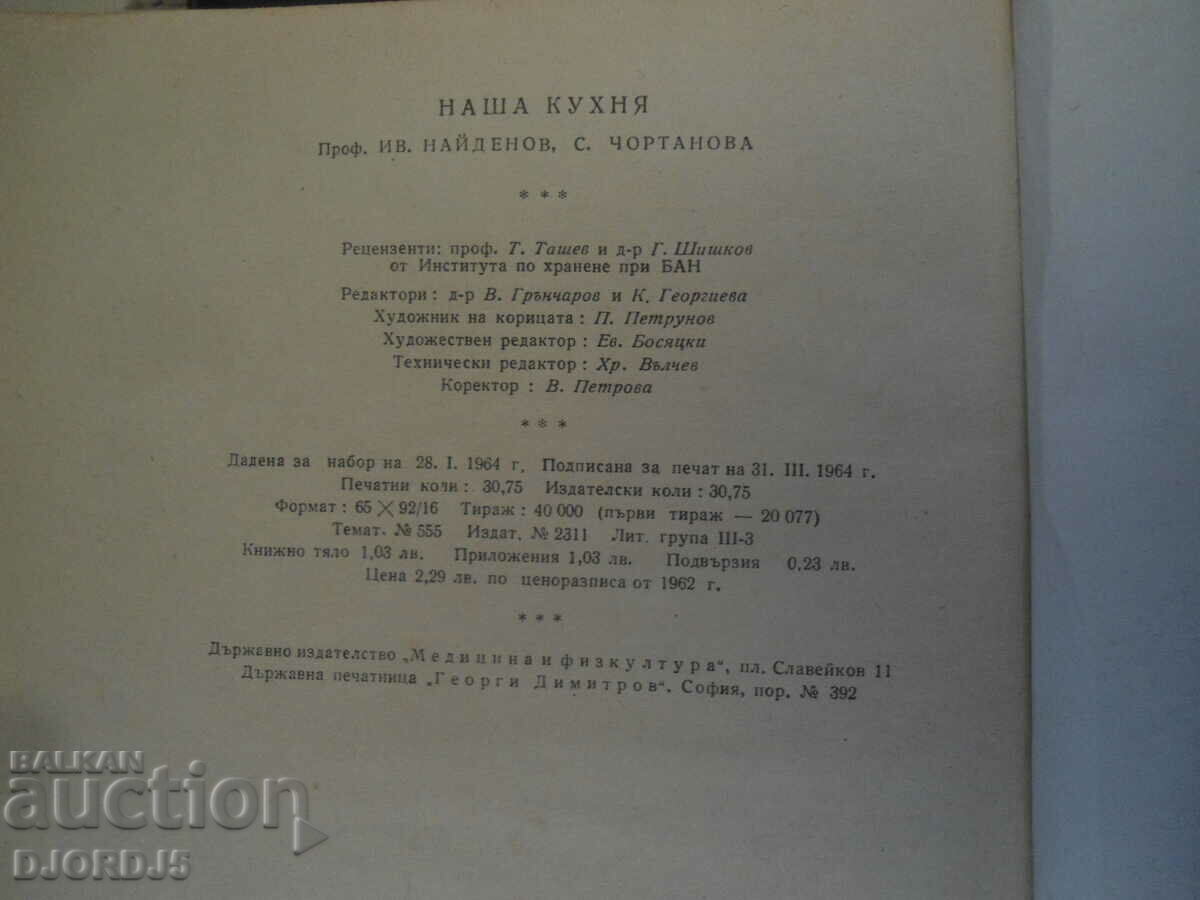 НАША КУХНЯ
Проф. ИВ. НАЙДЕНОВ, С. ЧОРТАНОВА
* * *
Рецензенти: проф. Т. Ташев и д-р Г. Шишков
от Института по хранене при БАН
Редактори: д-р В. Грънчаров и К. Георгиева
Художник на корицата: П. Петрунов
Художествен редактор: Ев. Босяцки
Технически редактор: Хр. Вълчев
Коректор: В. Петрова
* * *
Дадена за набор на 28. I. 1964 г. Подписана за печат на 31. III. 1964 г.
Печатни коли: 30,75 Издателски коли: 30,75
Формат: 65 × 92/16 Тираж: 40 000 (първи тираж — 20 077)
Темат. № 555 Издат. № 2311 Лит. група III-3
Книжно тяло 1,03 лв. Приложения 1,03 лв. Подвързия 0,23 лв.
Цена 2,29 лв. по ценоразписа от 1962 г.
* * *
Държавно издателство „Медицина и физкултура“, пл. Славейков 11
Държавна печатница „Георги Димитров“. София, пор. № 392
BALKAN
auction
DJORDJ5